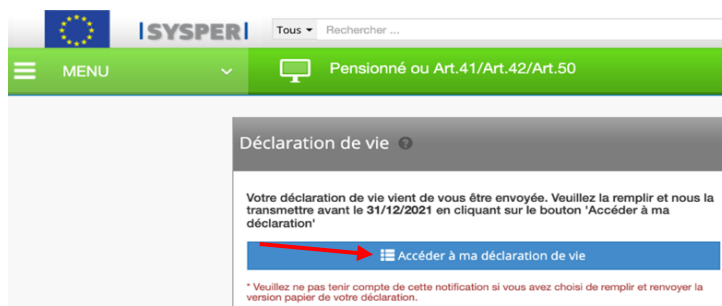 SYSPER
Tous
Rechercher ...
MENU
Pensionné ou Art.41/Art.42/Art.50
Déclaration de vie
Votre déclaration de vie vient de vous être envoyée. Veuillez la remplir et nous la
transmettre avant le 31/12/2021 en cliquant sur le bouton 'Accéder à ma
déclaration'
Accéder à ma déclaration de vie
* Veuillez ne pas tenir compte de cette notification si vous avez choisi de remplir et renvoyer la
version papier de votre déclaration.